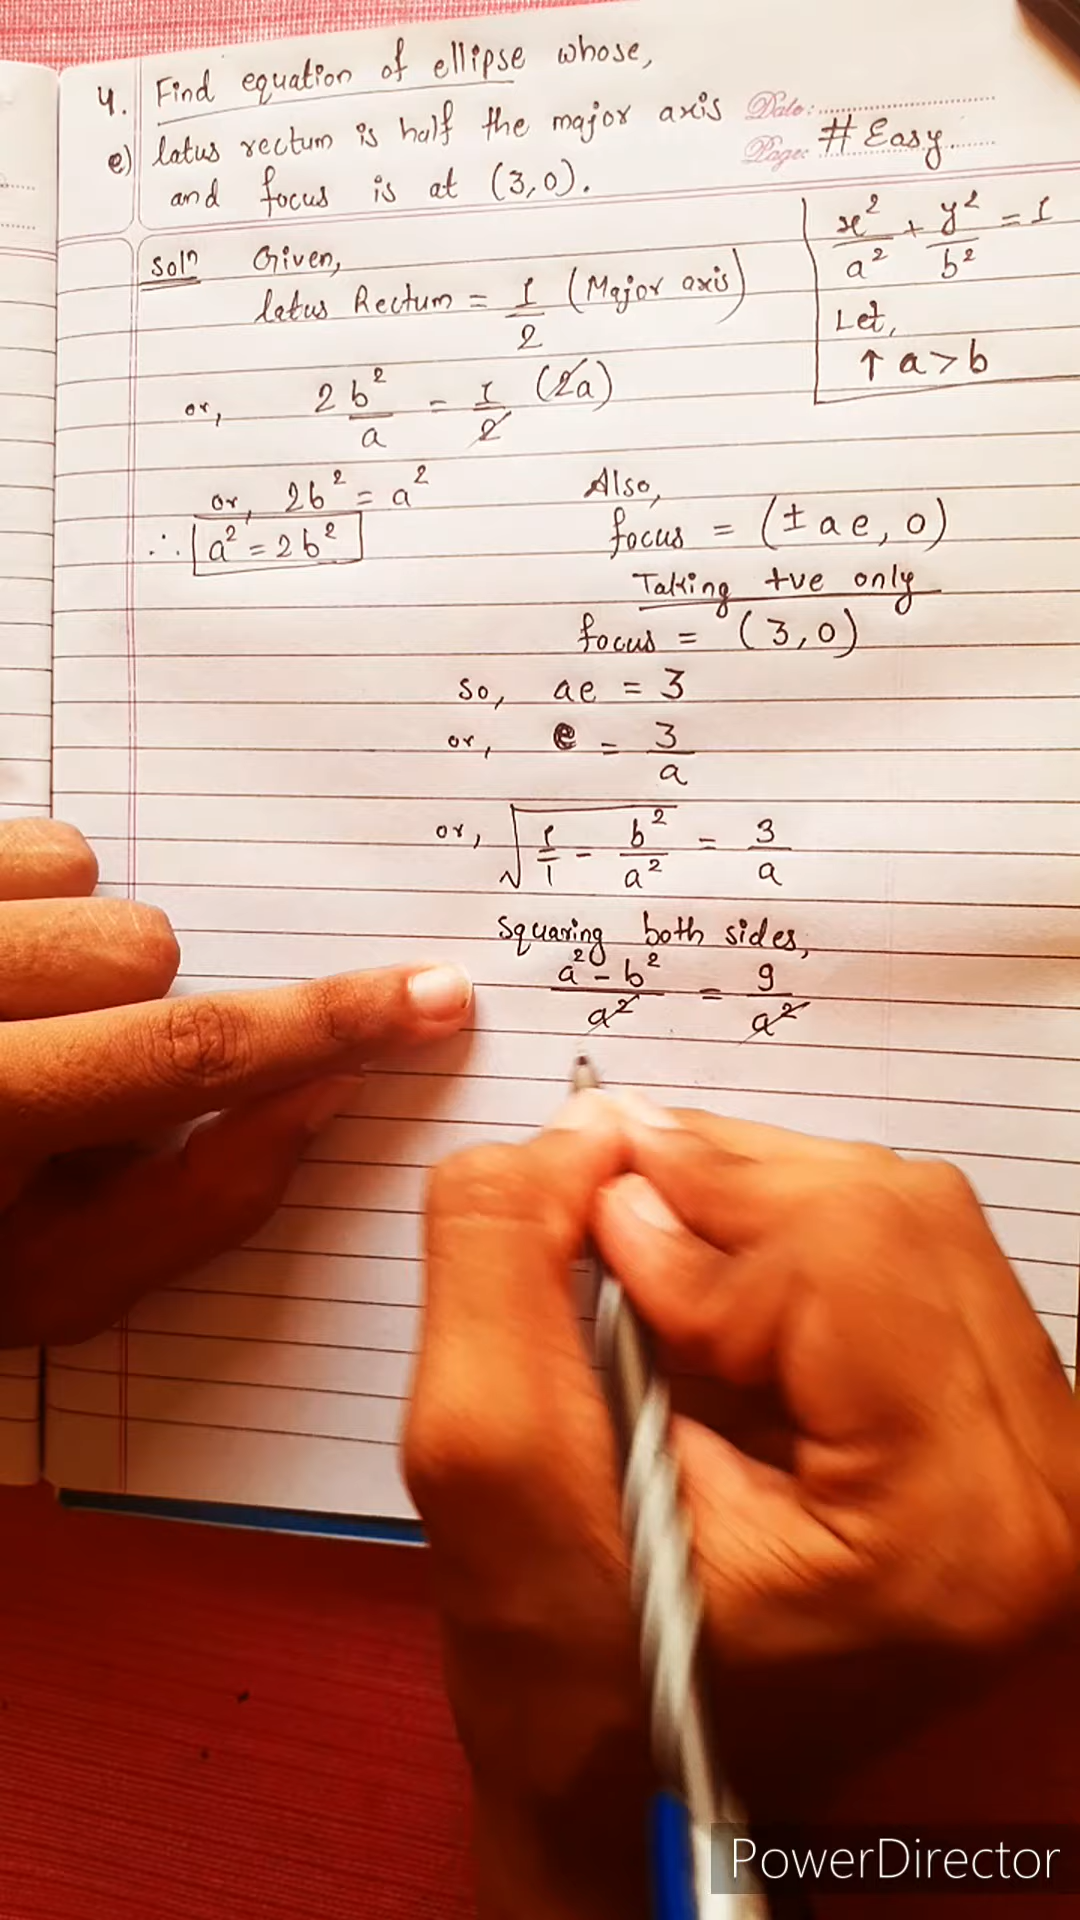 4. Find equation of ellipse whose,
e) latus rectum is half the major axis
and focus is at (3,0).
Date:
Page: # Easy.
x²/a² + y²/b² = 1
Let,
↑ a > b
Solⁿ Given,
latus Rectum = 1/2 (Major axis)
or, 2b²/a = 1/2 (2a)
or, 2b² = a²
∴ a² = 2b²
Also,
focus = (± ae, 0)
Taking +ve only
focus = (3,0)
so, ae = 3
or, e = 3/a
or, √(1/1 - b²/a²) = 3/a
Squaring both sides,
(a² - b²)/a² = 9/a²
PowerDirector